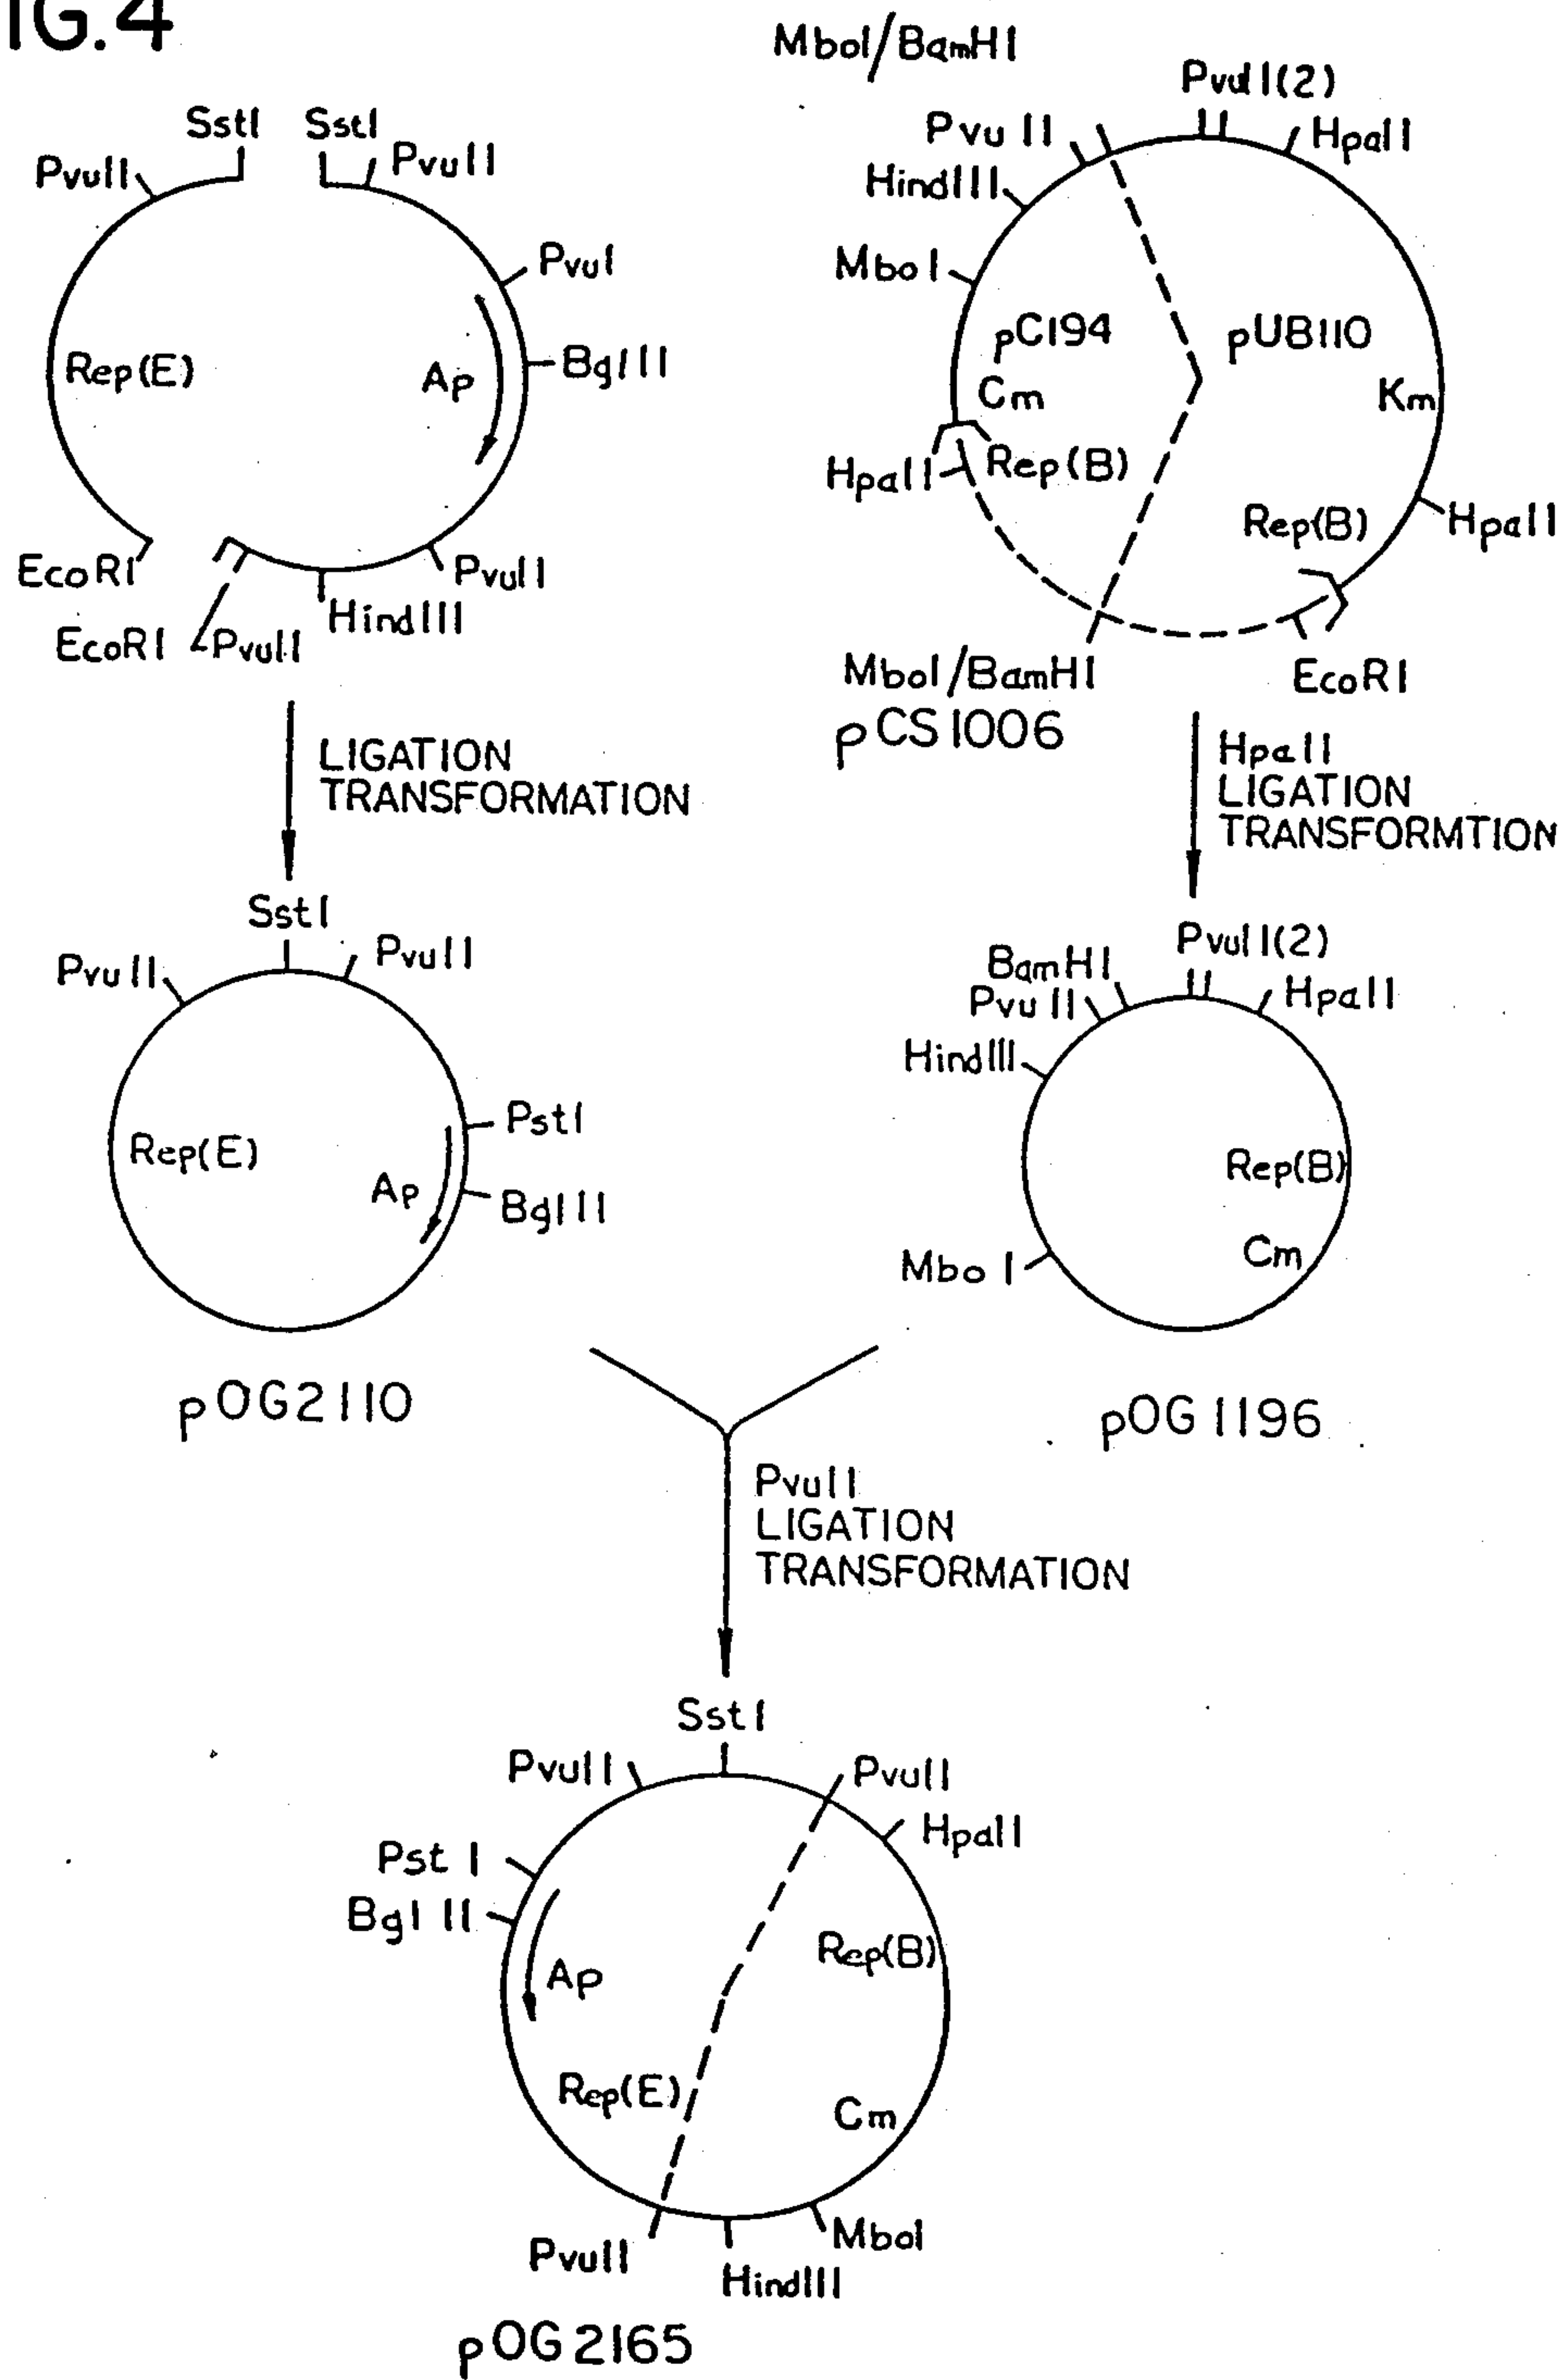 IG.4
SstI
SstI
PvuII
PvuII
PvuI
BglII
Ap
Rep(E)
EcoRI
EcoRI
PvuII
HindIII
PvuII
MboI/BamHI
PvuII(2)
PvuII
HpaII
HindIII
MboI
pC194
pUB110
Cm
Km
HpaII
Rep(B)
Rep(B)
HpaII
MboI/BamHI
EcoRI
pCS1006
LIGATION
TRANSFORMATION
HpaII
LIGATION
TRANSFORMTION
SstI
PvuII
PvuII
PstI
Rep(E)
Ap
BglII
pOG2110
PvuII(2)
BamHI
PvuII
HpaII
HindIII
Rep(B)
Cm
MboI
pOG1196
PvuII
LIGATION
TRANSFORMATION
SstI
PvuII
PvuII
HpaII
PstI
BglII
Rep(B)
Ap
Rep(E)
Cm
PvuII
MboI
HindIII
pOG2165